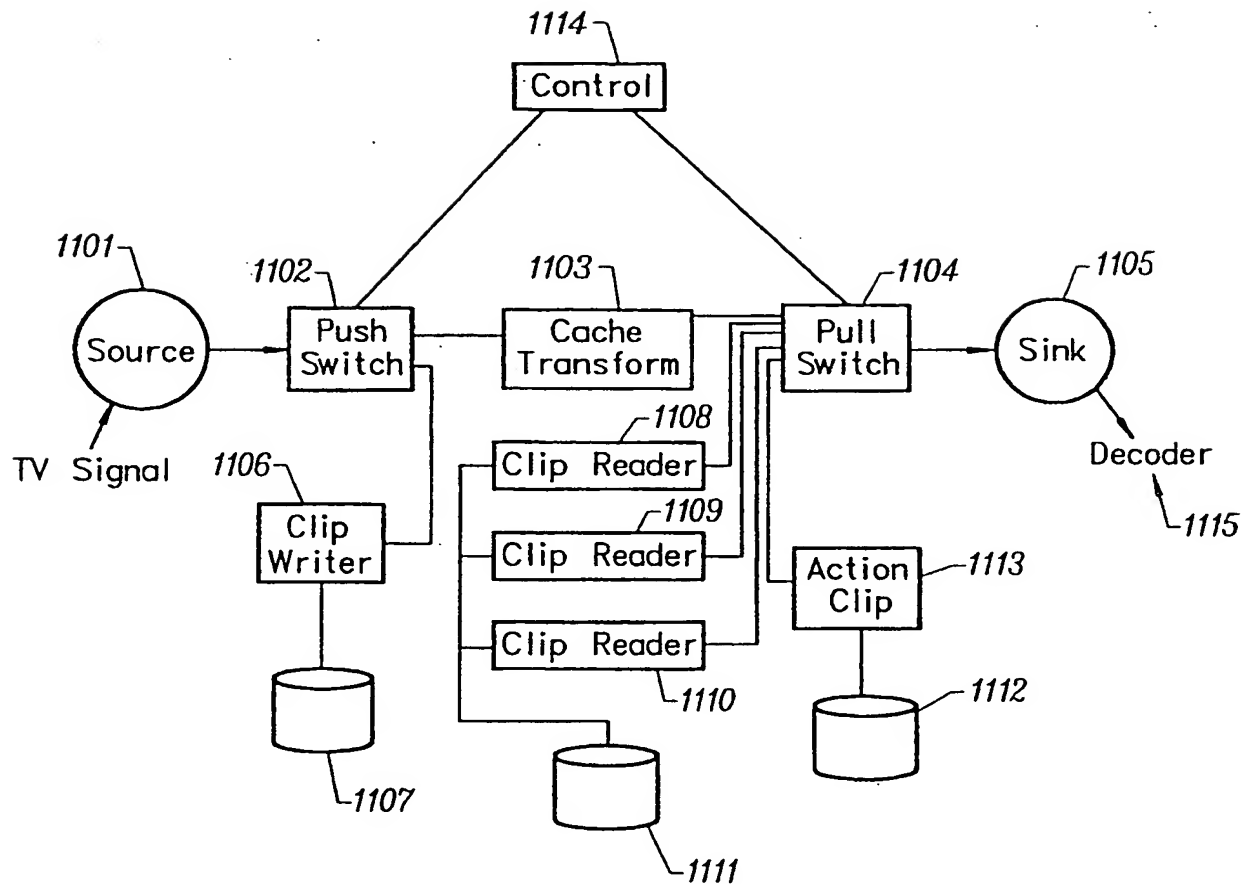 1114
Control
1101
1102
1103
1104
1105
Source
Push
Switch
Cache
Transform
Pull
Switch
Sink
TV Signal
1106
1108
Clip Reader
Decoder
1115
Clip
Writer
1109
Clip Reader
Action
Clip
1113
Clip Reader
1110
1112
1107
1111